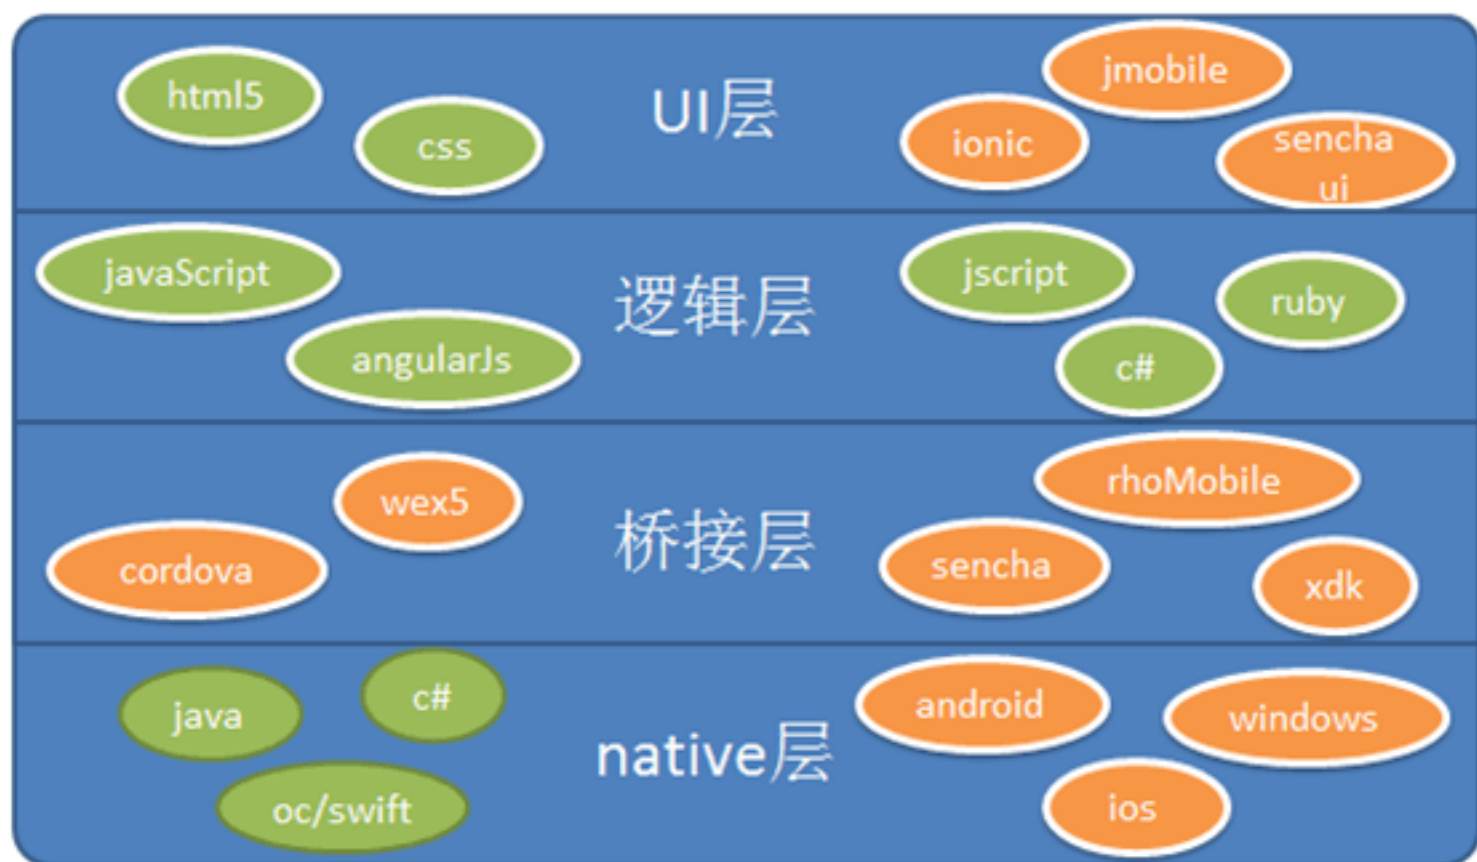 html5
css
UI层
jmobile
ionic
sencha
ui
javaScript
angularJs
逻辑层
jscript
ruby
c#
wex5
cordova
桥接层
rhoMobile
sencha
xdk
java
c#
oc/swift
native层
android
windows
ios